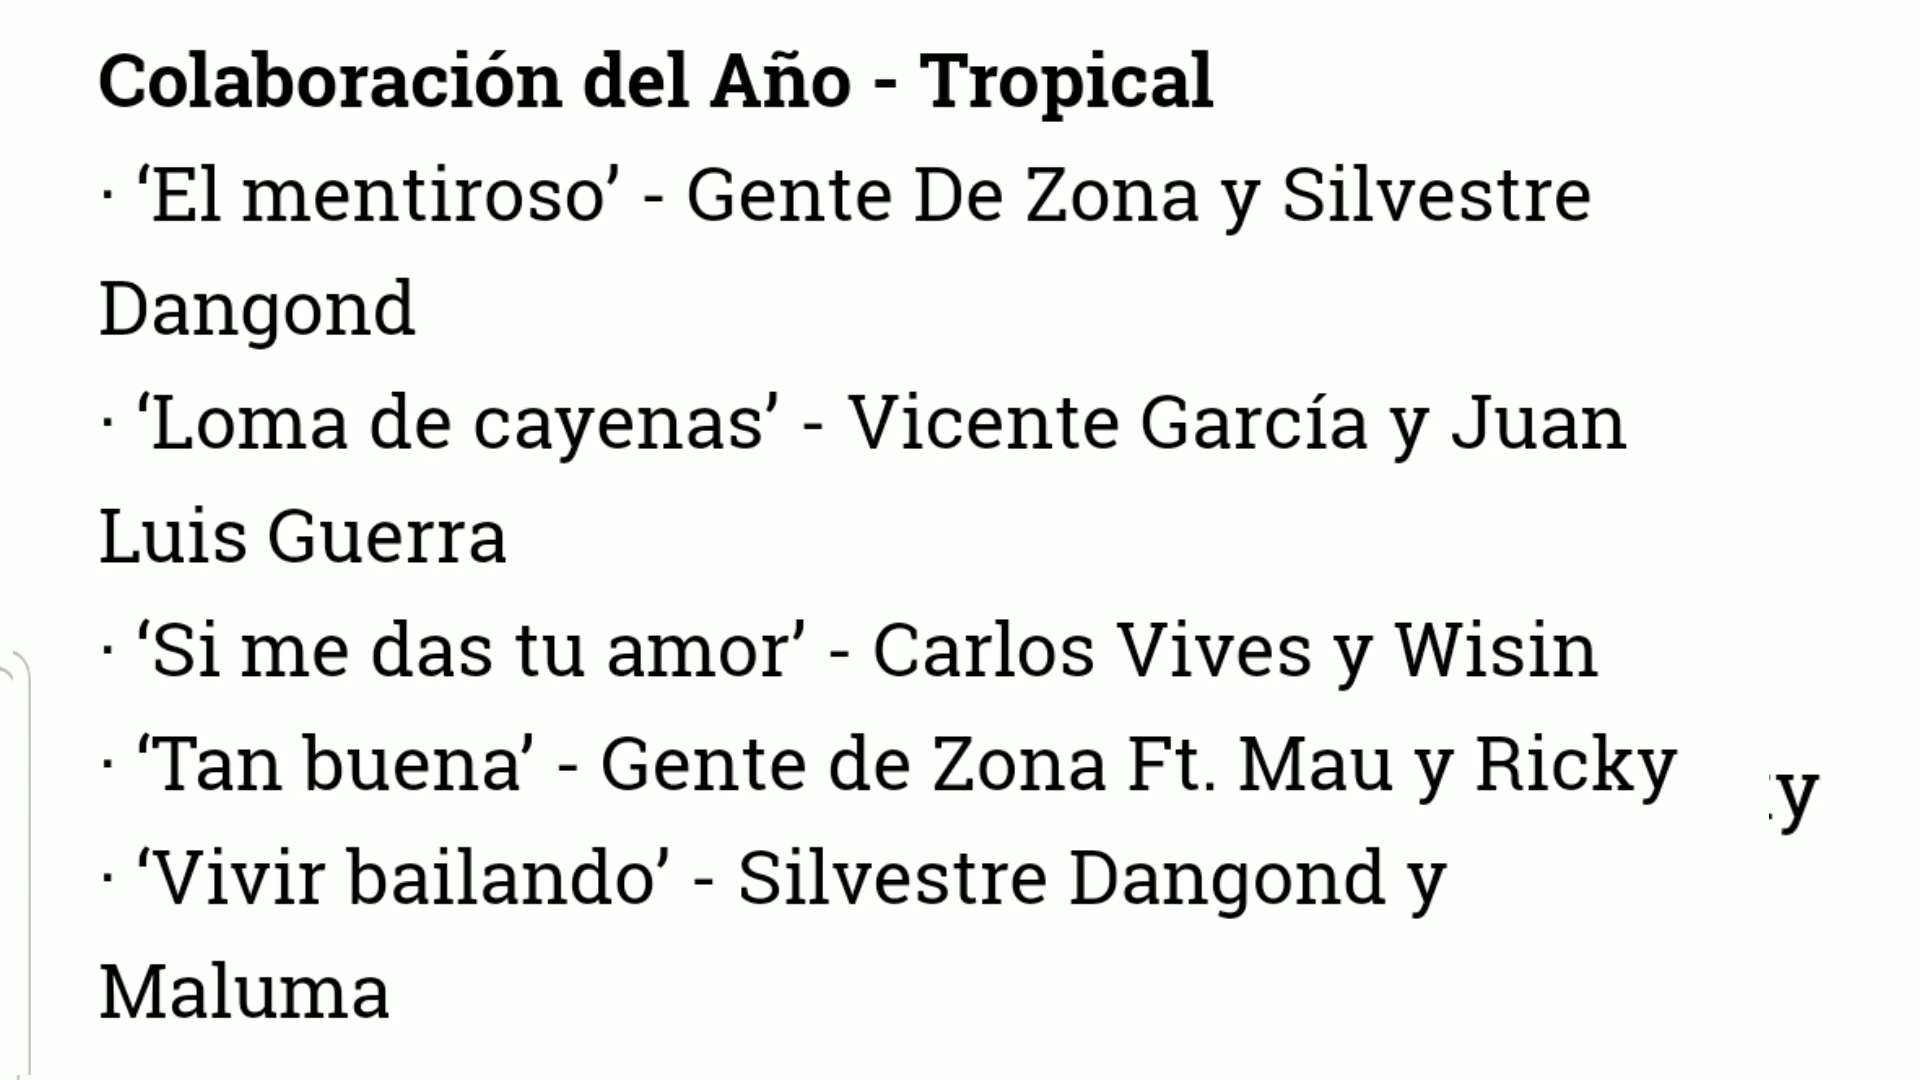 Colaboración del Año - Tropical
· ‘El mentiroso’ - Gente De Zona y Silvestre
Dangond
· ‘Loma de cayenas’ - Vicente García y Juan
Luis Guerra
· ‘Si me das tu amor’ - Carlos Vives y Wisin
· ‘Tan buena’ - Gente de Zona Ft. Mau y Ricky
y
· ‘Vivir bailando’ - Silvestre Dangond y
Maluma